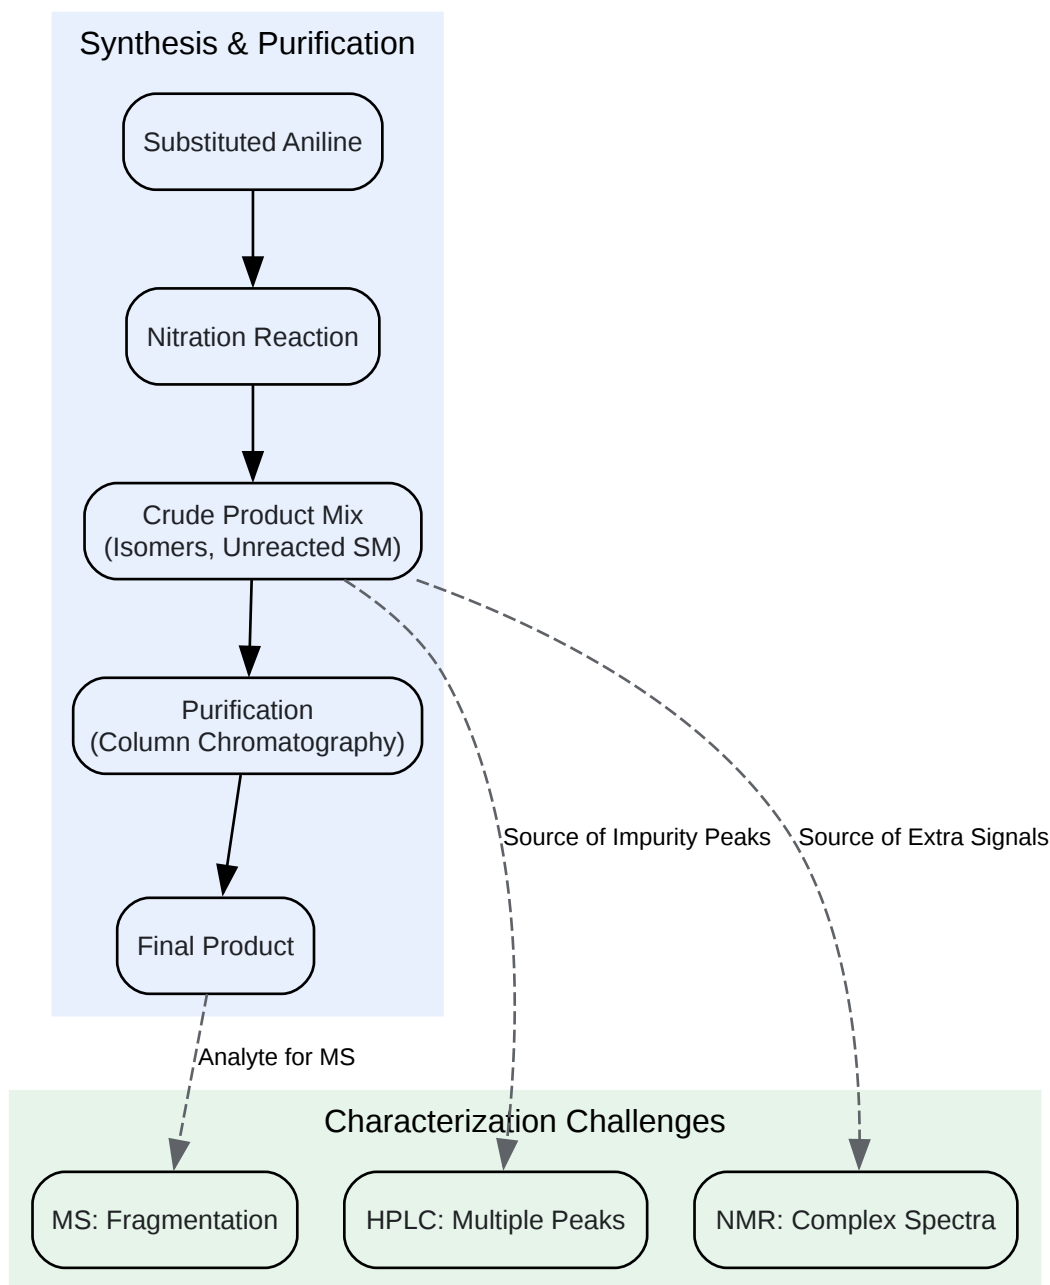 Synthesis & Purification
Substituted Aniline
Nitration Reaction
Crude Product Mix
(Isomers, Unreacted SM)
Purification
(Column Chromatography)
Source of Impurity Peaks
Source of Extra Signals
Final Product
Analyte for MS
Characterization Challenges
MS: Fragmentation
HPLC: Multiple Peaks
NMR: Complex Spectra